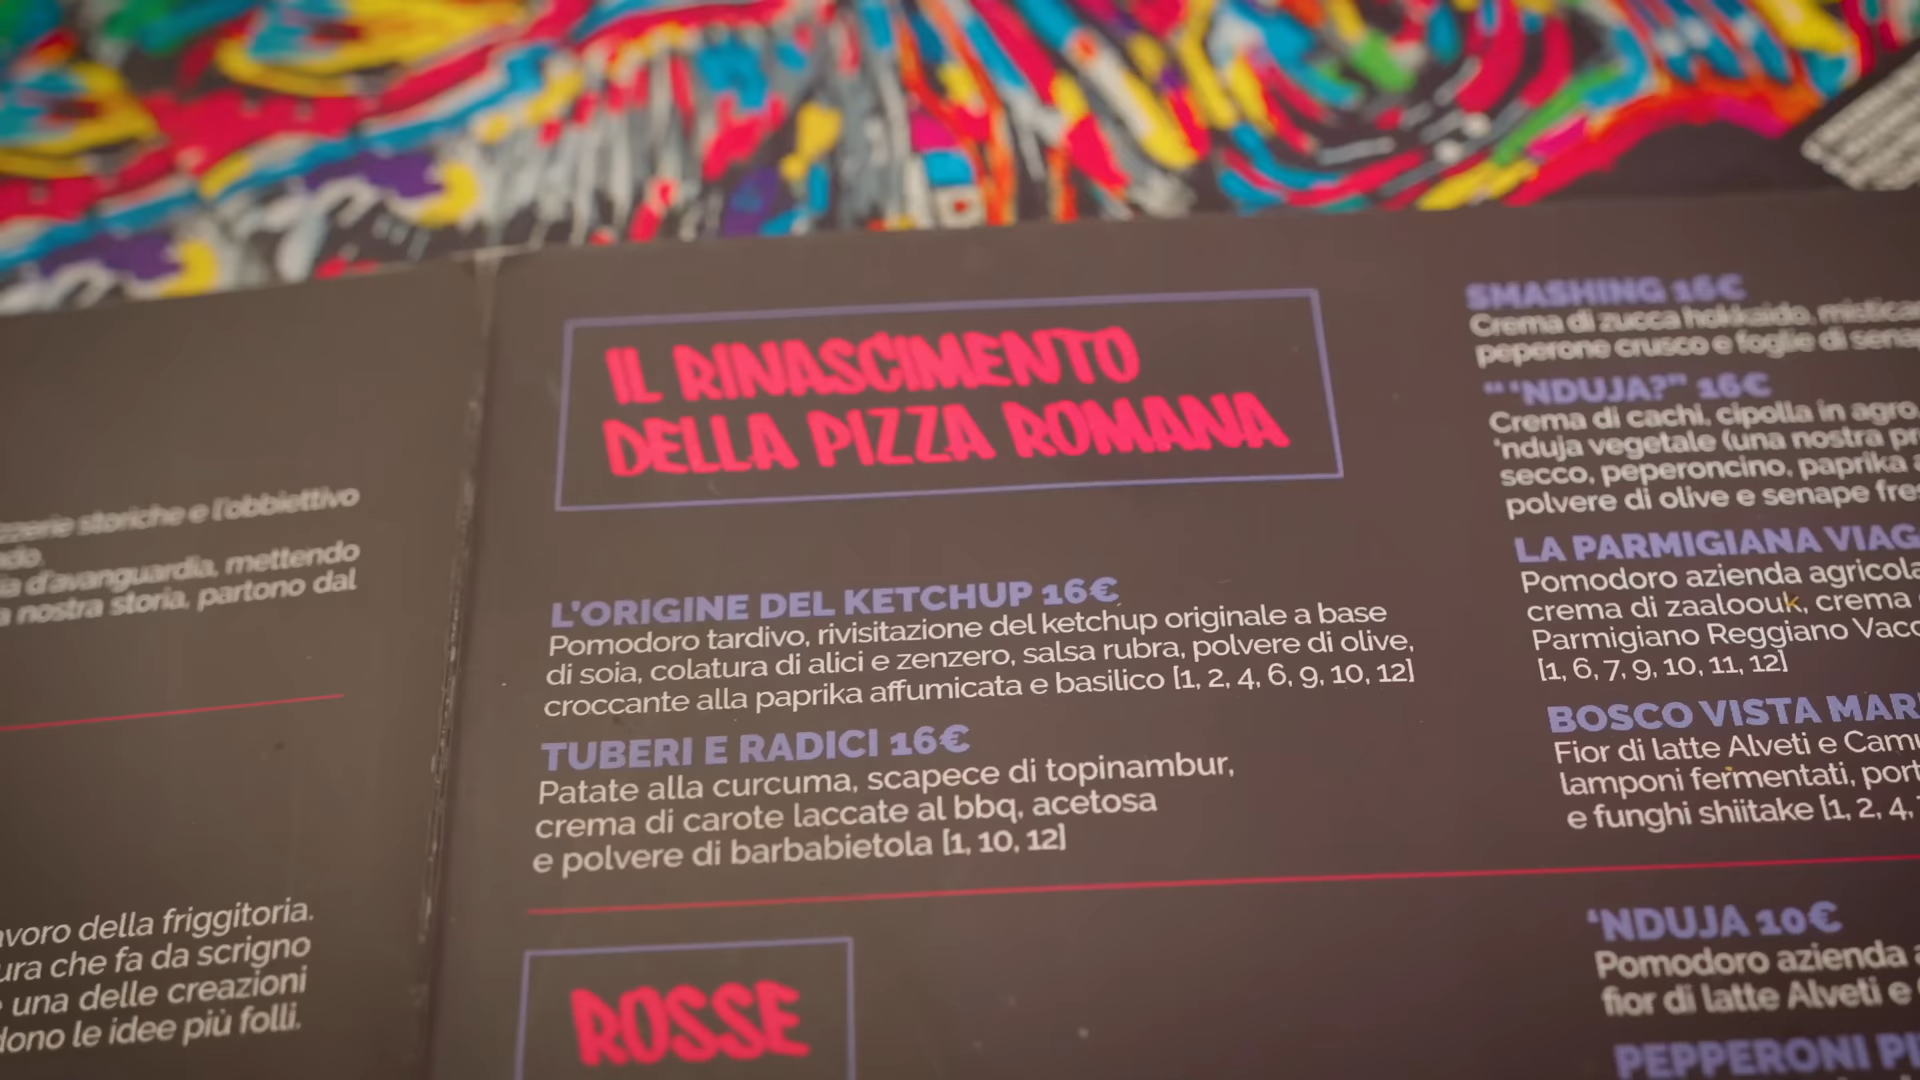 storiche e l'obbiettivo
d'avanguardia, mettendo
nostra storia, partono dal
della friggitoria.
che fa da scrigno
una delle creazioni
le idee più folli.
IL RINASCIMENTO
DELLA PIZZA ROMANA
L'ORIGINE DEL KETCHUP 16€
Pomodoro tardivo, rivisitazione del ketchup originale a base
di soia, colatura di alici e zenzero, salsa rubra, polvere di olive,
croccante alla paprika affumicata e basilico [1, 2, 4, 6, 9, 10, 12]
TUBERI E RADICI 16€
Patate alla curcuma, scapece di topinambur,
crema di carote laccate al bbq, acetosa
e polvere di barbabietola [1, 10, 12]
ROSSE
SMASHING 16€
Crema di zucca hokkaido,
peperone crusco e foglie di
"'NDUJA?" 16€
Crema di cachi, cipolla in agro,
'nduja vegetale (una nostra
secco, peperoncino, paprika
polvere di olive e senape
LA PARMIGIANA
Pomodoro azienda
crema di zaaloouk, crema
Parmigiano Reggiano
[1, 6, 7, 9, 10, 11, 12]
BOSCO VISTA
Fior di latte Alveti e
lamponi fermentati,
e funghi shiitake [1, 2, 4,
'NDUJA 10€
Pomodoro azienda
fior di latte Alveti e
PEPPERONI